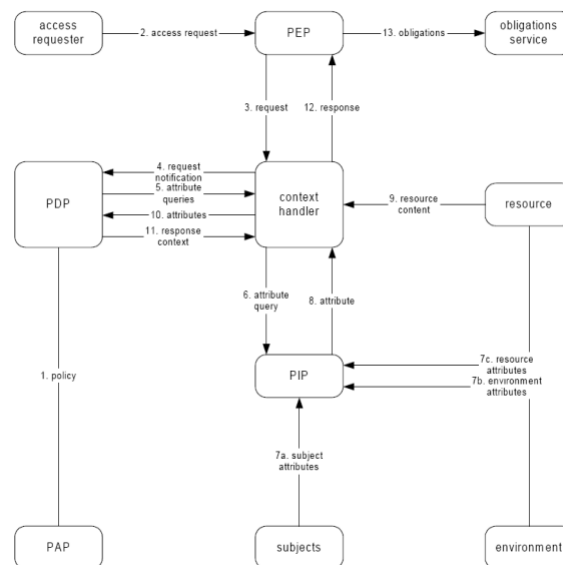 access
requester
2. access request
PEP
13. obligations
obligations
service
3. request
12. response
4. request
notification
5. attribute
queries
10. attributes
11. response
context
PDP
context
handler
9. resource
content
resource
6. attribute
query
8. attribute
1. policy
PIP
7c. resource
attributes
7b. environment
attributes
7a. subject
attributes
PAP
subjects
environment